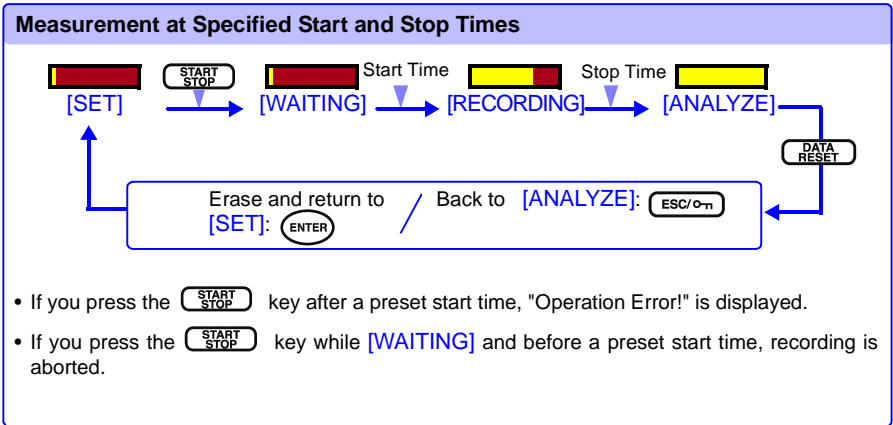 Measurement at Specified Start and Stop Times
START STOP
Start Time
Stop Time
[SET]
[WAITING]
[RECORDING]
[ANALYZE]
DATA RESET
Erase and return to
[SET]: ENTER
/ Back to [ANALYZE]: ESC/
• If you press the START STOP key after a preset start time, "Operation Error!" is displayed.
• If you press the START STOP key while [WAITING] and before a preset start time, recording is
aborted.